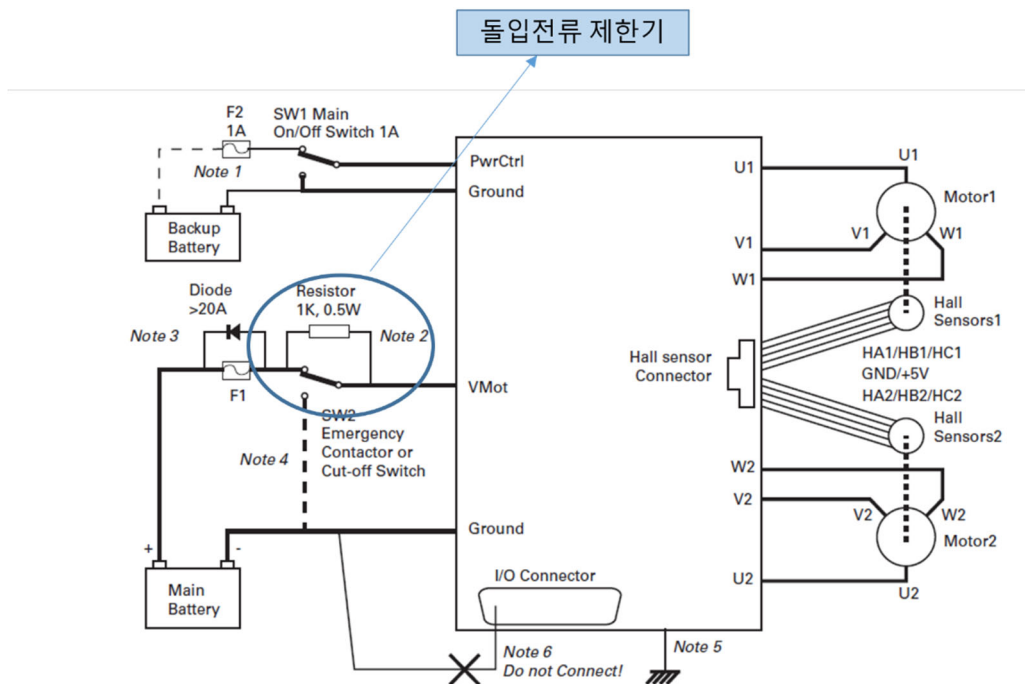 돌입전류 제한기
F2
1A
SW1 Main
On/Off Switch 1A
Note 1
PwrCtrl
Ground
Backup
Battery
Diode
>20A
Note 3
F1
Resistor
1K, 0.5W
Note 2
VMot
SW2
Emergency
Contactor or
Cut-off Switch
Note 4
Ground
+
-
Main
Battery
I/O Connector
Note 6
Do not Connect!
Note 5
Hall sensor
Connector
U1
V1
W1
U1
V1
W1
Motor1
Hall
Sensors1
HA1/HB1/HC1
GND/+5V
HA2/HB2/HC2
Hall
Sensors2
W2
V2
U2
V2
W2
Motor2
U2